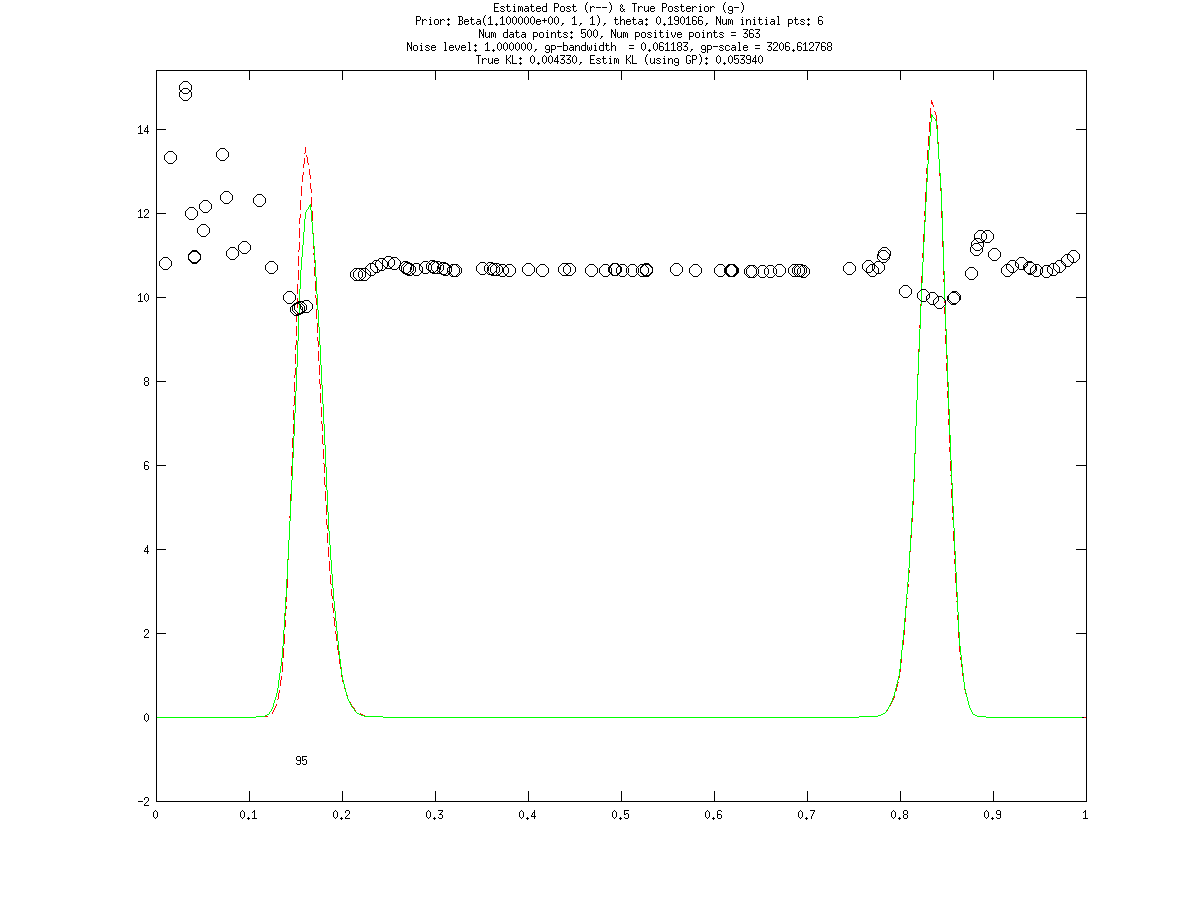 Estimated Post (r--) & True Posterior (g-)
Prior: Beta(1.100000e+00, 1, 1), theta: 0.190166, Num initial pts: 6
Num data points: 500, Num positive points = 363
Noise level: 1.000000, gp-bandwidth = 0.061183, gp-scale = 3206.612768
True KL: 0.004330, Estim KL (using GP): 0.053940
14
12
10
8
6
4
2
0
95
-2
0 0.1 0.2 0.3 0.4 0.5 0.6 0.7 0.8 0.9 1